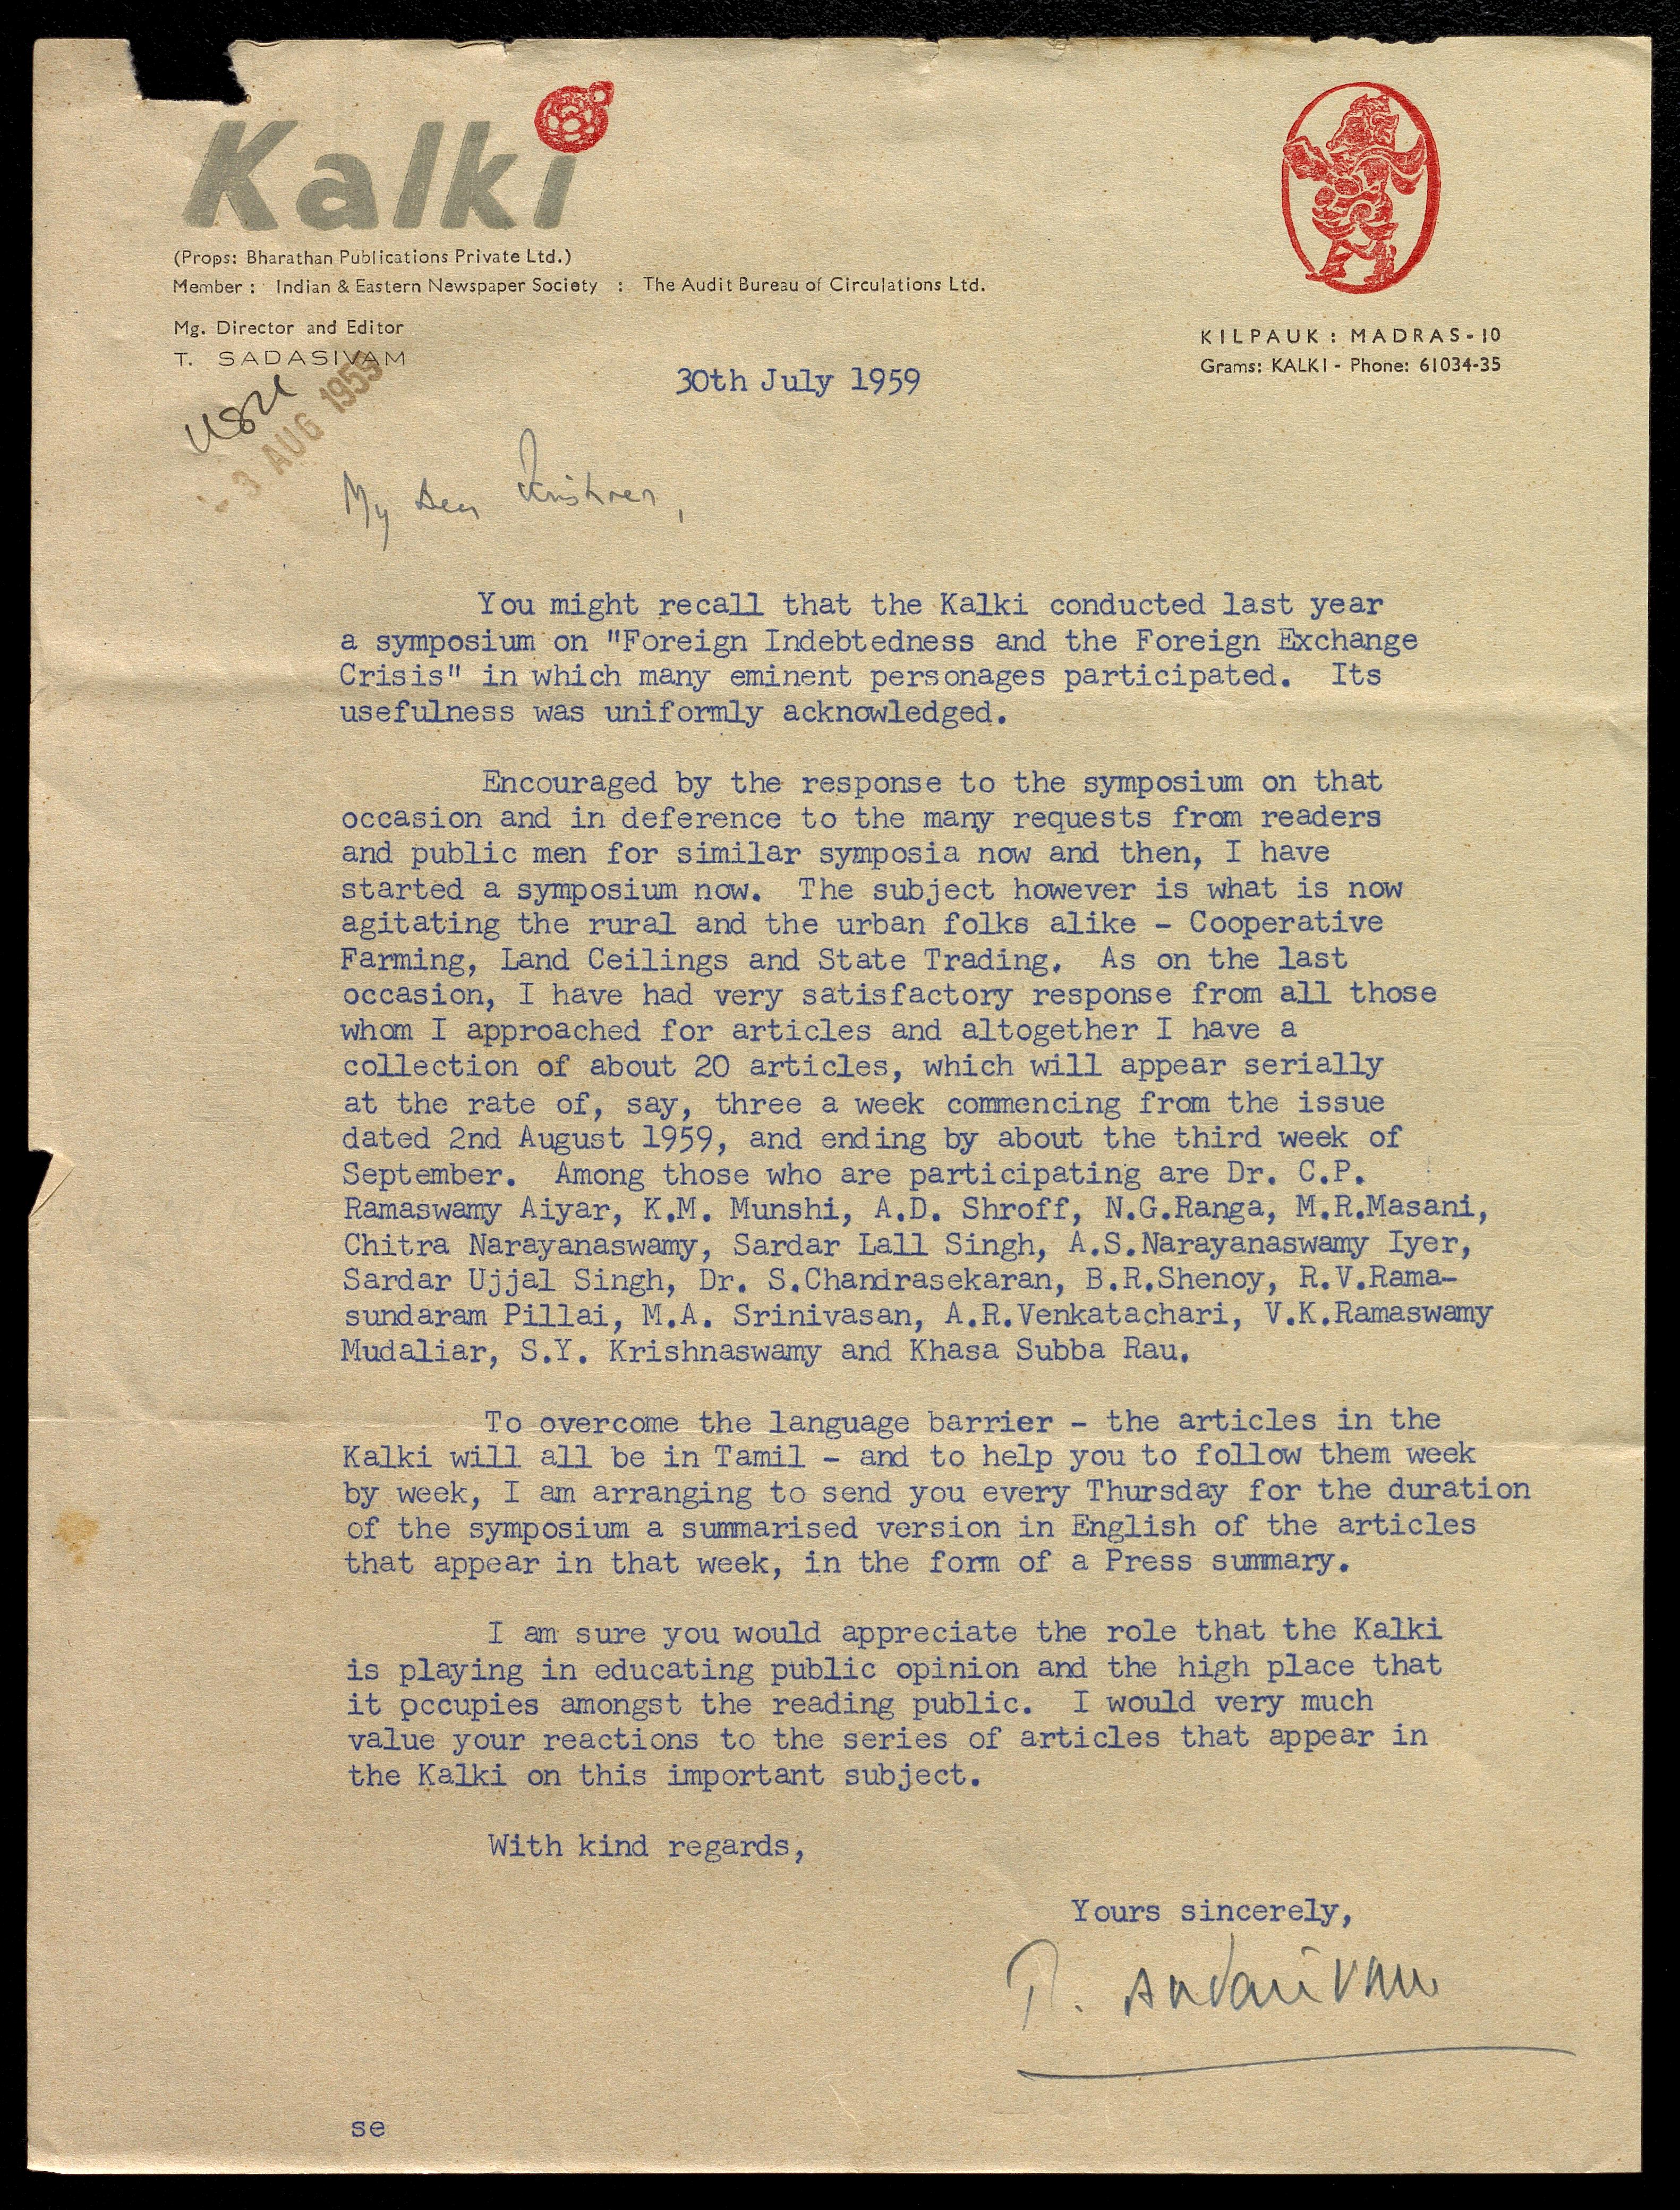 Kalki
(Props: Bharathan Publications Private Ltd.)
Member : Indian & Eastern Newspaper Society : The Audit Bureau of Circulations Ltd.
Mg. Director and Editor
T. SADASIVAM
KILPAUK : MADRAS-10
Grams: KALKI - Phone: 61034-35
30th July 1959
- 3 AUG 1959
My Dear Krishnan,
You might recall that the Kalki conducted last year
a symposium on "Foreign Indebtedness and the Foreign Exchange
Crisis" in which many eminent personages participated. Its
usefulness was uniformly acknowledged.
Encouraged by the response to the symposium on that
occasion and in deference to the many requests from readers
and public men for similar symposia now and then, I have
started a symposium now. The subject however is what is now
agitating the rural and the urban folks alike - Cooperative
Farming, Land Ceilings and State Trading. As on the last
occasion, I have had very satisfactory response from all those
whom I approached for articles and altogether I have a
collection of about 20 articles, which will appear serially
at the rate of, say, three a week commencing from the issue
dated 2nd August 1959, and ending by about the third week of
September. Among those who are participating are Dr. C.P.
Ramaswamy Aiyar, K.M. Munshi, A.D. Shroff, N.G.Ranga, M.R.Masani,
Chitra Narayanaswamy, Sardar Lall Singh, A.S.Narayanaswamy Iyer,
Sardar Ujjal Singh, Dr. S.Chandrasekaran, B.R.Shenoy, R.V.Rama-
sundaram Pillai, M.A. Srinivasan, A.R.Venkatachari, V.K.Ramaswamy
Mudaliar, S.Y. Krishnaswamy and Khasa Subba Rau.
To overcome the language barrier - the articles in the
Kalki will all be in Tamil - and to help you to follow them week
by week, I am arranging to send you every Thursday for the duration
of the symposium a summarised version in English of the articles
that appear in that week, in the form of a Press summary.
I am sure you would appreciate the role that the Kalki
is playing in educating public opinion and the high place that
it occupies amongst the reading public. I would very much
value your reactions to the series of articles that appear in
the Kalki on this important subject.
With kind regards,
Yours sincerely,
T. Sadasivam
se